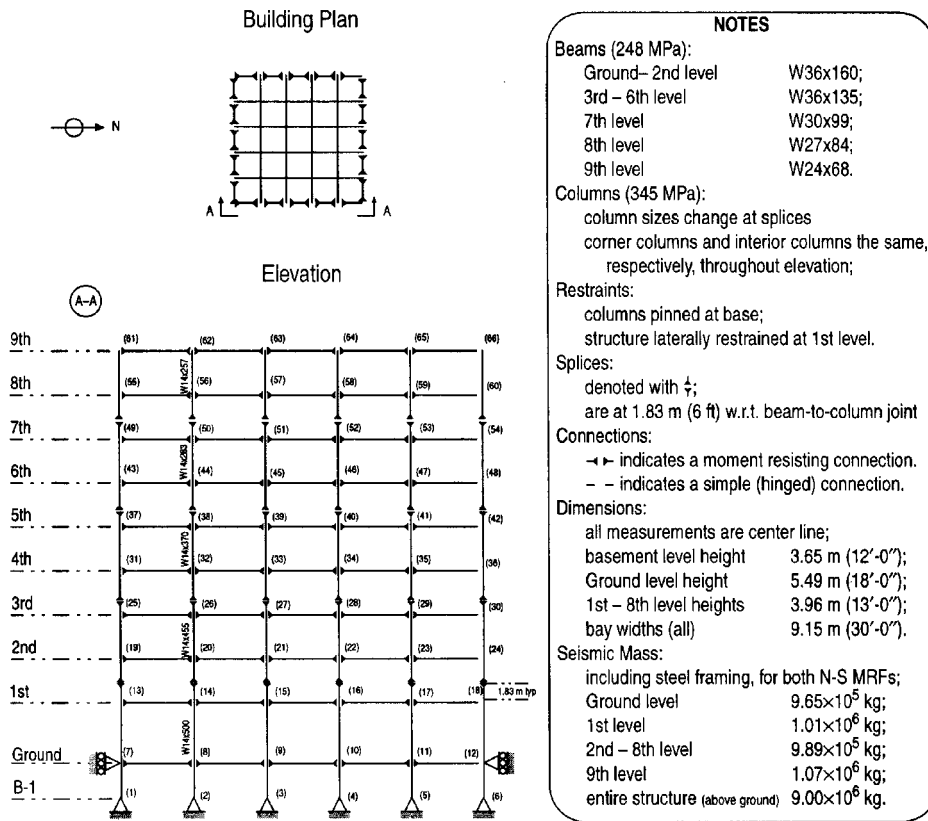 Building Plan
N
A
A
Elevation
A–A
9th
(61) (62) (63) (64) (65) (66)
W14x257
8th
(55) (56) (57) (58) (59) (60)
7th
(49) (50) (51) (52) (53) (54)
W14x283
6th
(43) (44) (45) (46) (47) (48)
5th
(37) (38) (39) (40) (41) (42)
W14x370
4th
(31) (32) (33) (34) (35) (36)
3rd
(25) (26) (27) (28) (29) (30)
W14x455
2nd
(19) (20) (21) (22) (23) (24)
1st
(13) (14) (15) (16) (17) (18) 1.83 m typ
W14x500
Ground
(7) (8) (9) (10) (11) (12)
B-1
(1) (2) (3) (4) (5) (6)
NOTES
Beams (248 MPa):
Ground– 2nd level W36x160;
3rd – 6th level W36x135;
7th level W30x99;
8th level W27x84;
9th level W24x68.
Columns (345 MPa):
column sizes change at splices
corner columns and interior columns the same,
respectively, throughout elevation;
Restraints:
columns pinned at base;
structure laterally restrained at 1st level.
Splices:
denoted with ;
are at 1.83 m (6 ft) w.r.t. beam-to-column joint
Connections:
indicates a moment resisting connection.
– – indicates a simple (hinged) connection.
Dimensions:
all measurements are center line;
basement level height 3.65 m (12′-0″);
Ground level height 5.49 m (18′-0″);
1st – 8th level heights 3.96 m (13′-0″);
bay widths (all) 9.15 m (30′-0″).
Seismic Mass:
including steel framing, for both N-S MRFs;
Ground level 9.65×10⁵ kg;
1st level 1.01×10⁶ kg;
2nd – 8th level 9.89×10⁵ kg;
9th level 1.07×10⁶ kg;
entire structure (above ground) 9.00×10⁶ kg.